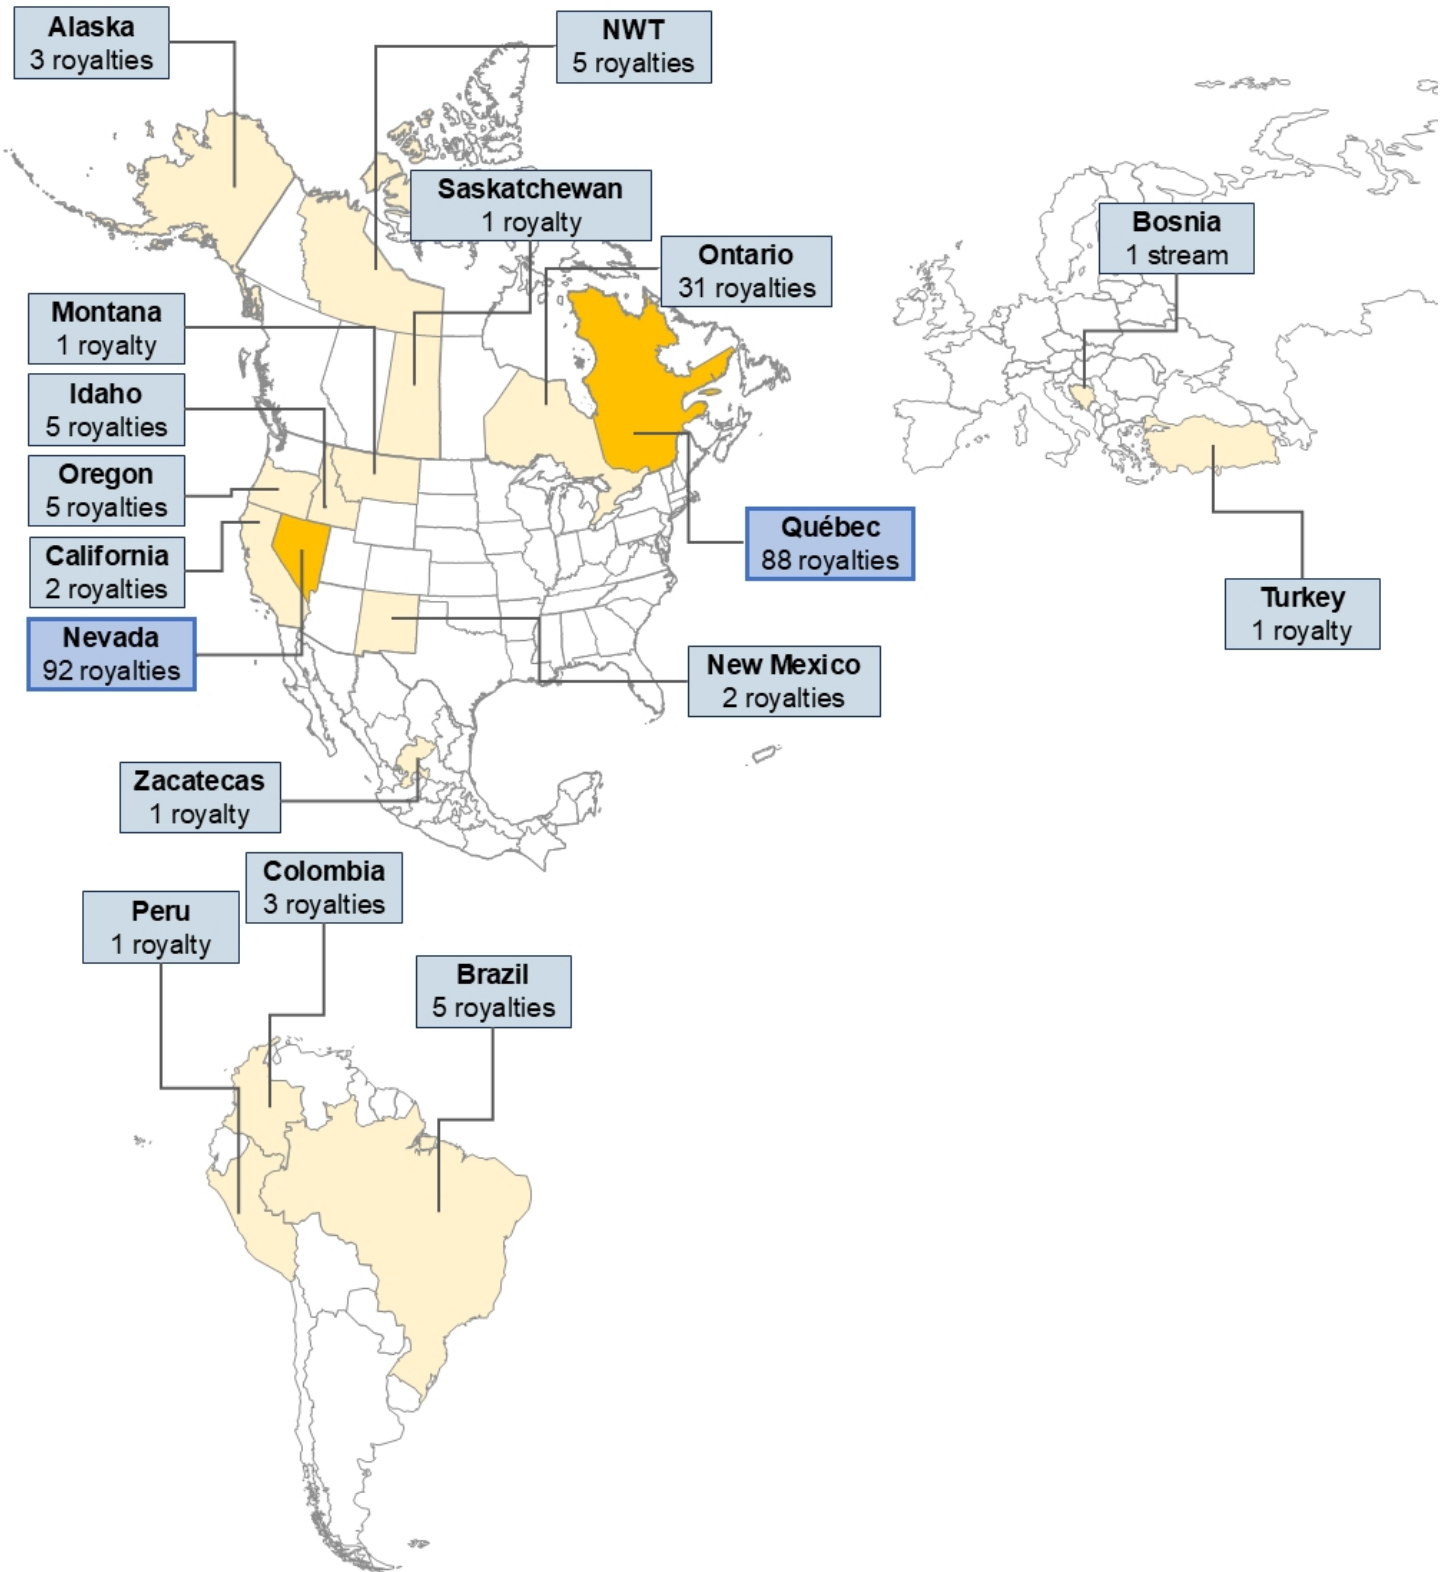 Alaska
3 royalties
NWT
5 royalties
Saskatchewan
1 royalty
Ontario
31 royalties
Bosnia
1 stream
Montana
1 royalty
Idaho
5 royalties
Oregon
5 royalties
California
2 royalties
Nevada
92 royalties
Québec
88 royalties
Turkey
1 royalty
New Mexico
2 royalties
Zacatecas
1 royalty
Colombia
3 royalties
Peru
1 royalty
Brazil
5 royalties